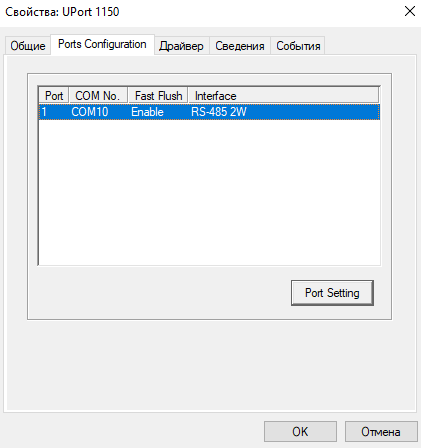 Свойства: UPort 1150
Общие Ports Configuration Драйвер Сведения События
Port COM No. Fast Flush Interface
1 COM10 Enable RS-485 2W
Port Setting
OK Отмена